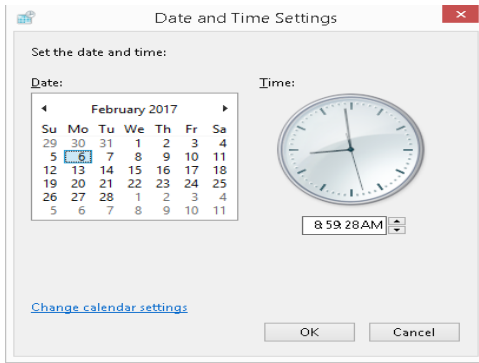 Date and Time Settings
Set the date and time:
Date:
Time:
February 2017
Su Mo Tu We Th Fr Sa
29 30 31 1 2 3 4
5 6 7 8 9 10 11
12 13 14 15 16 17 18
19 20 21 22 23 24 25
26 27 28 1 2 3 4
5 6 7 8 9 10 11
8:59:28 AM
Change calendar settings
OK
Cancel